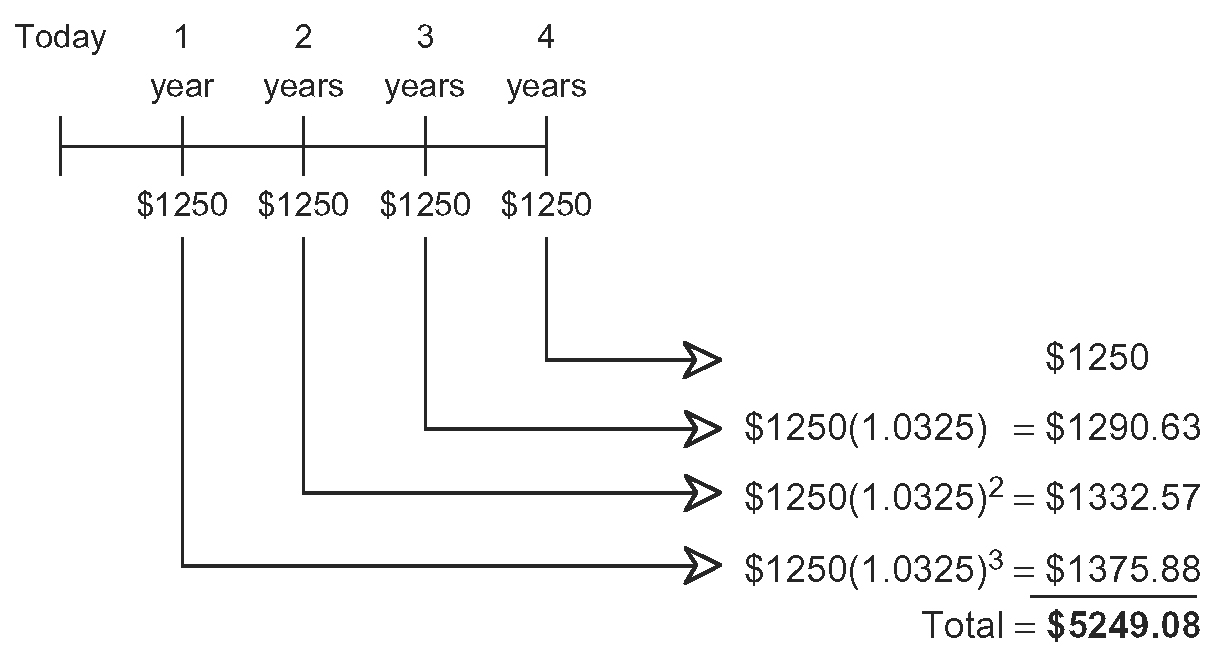 Today 1 2 3 4
year years years years
$1250 $1250 $1250 $1250
$1250
$1250(1.0325) = $1290.63
$1250(1.0325)² = $1332.57
$1250(1.0325)³ = $1375.88
Total = $5249.08